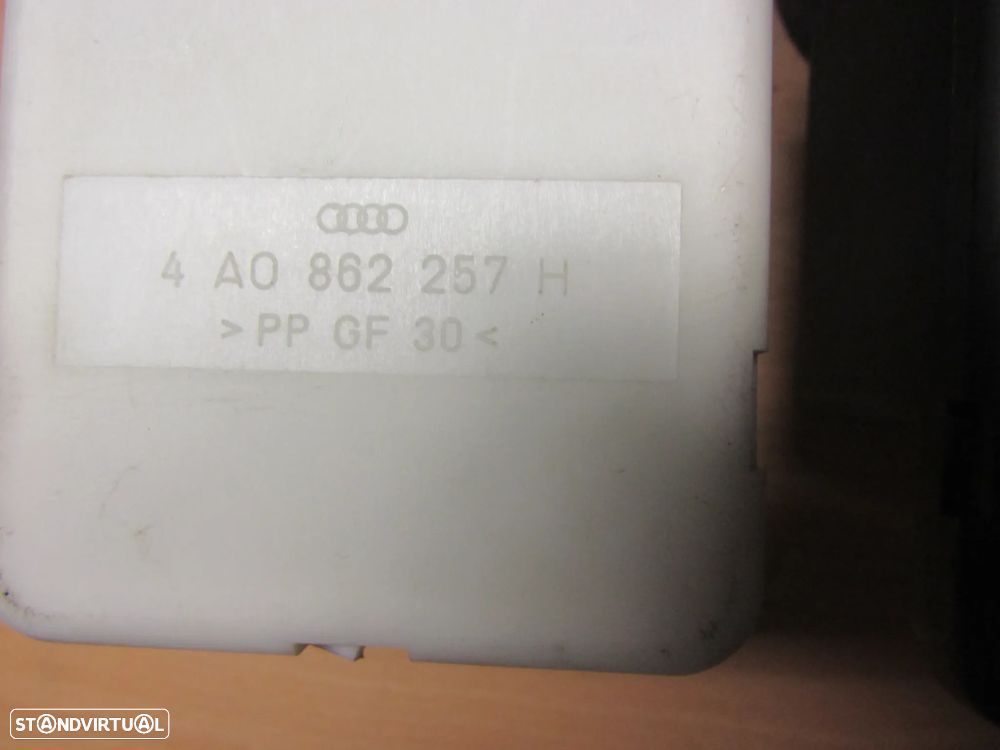 4 A0 862 257 H
>PP GF 30<
STANDVIRTUAL